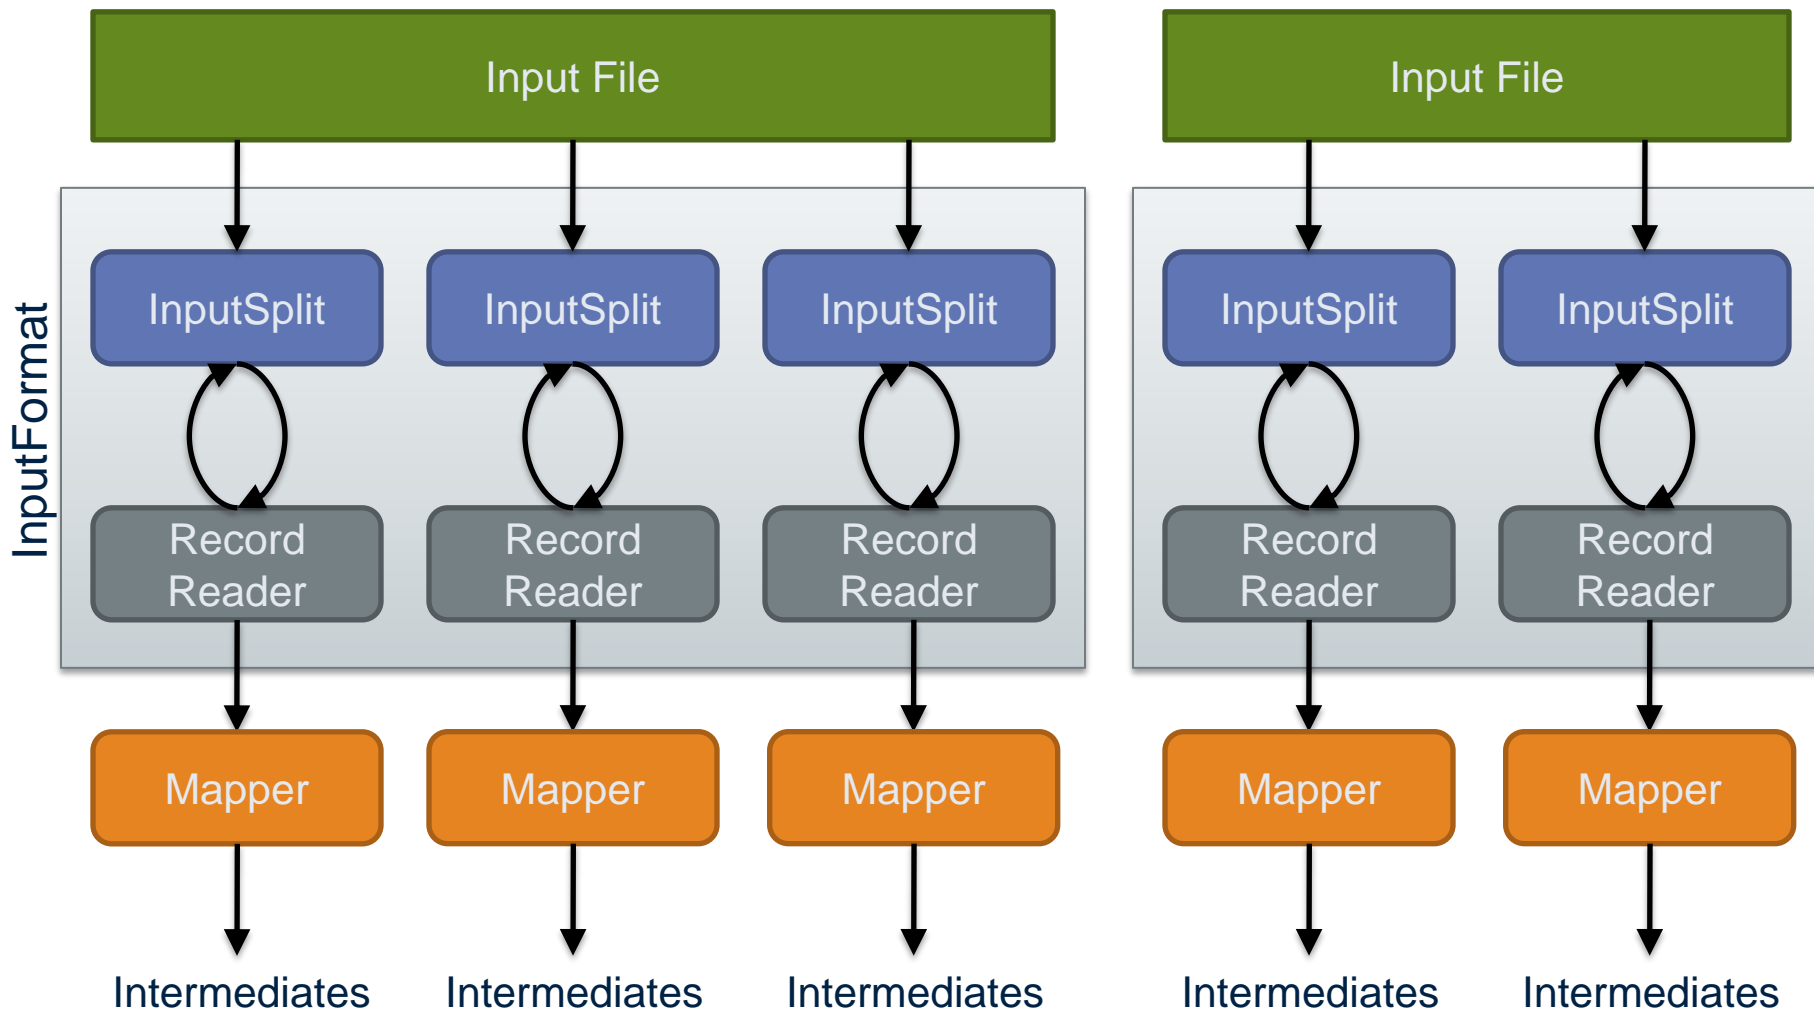 Input File
Input File
InputSplit
InputSplit
InputSplit
InputSplit
InputSplit
InputFormat
Record
Reader
Record
Reader
Record
Reader
Record
Reader
Record
Reader
Mapper
Mapper
Mapper
Mapper
Mapper
Intermediates
Intermediates
Intermediates
Intermediates
Intermediates